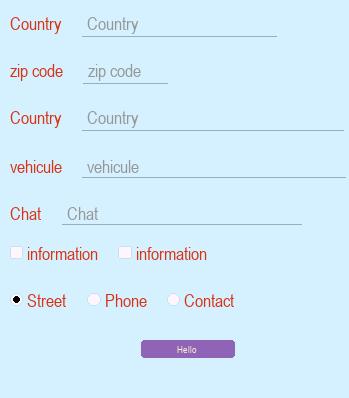 Country Country
zip code zip code
Country Country
vehicule vehicule
Chat Chat
information information
Street Phone Contact
Hello